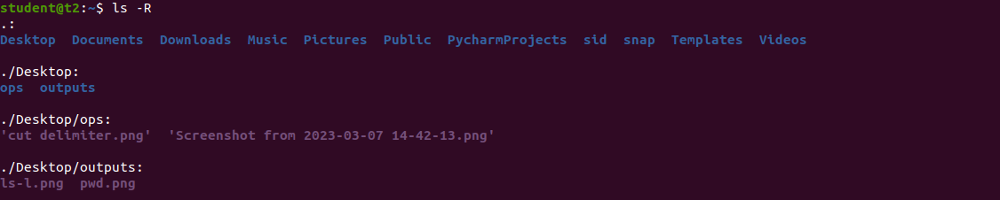 student@t2:~$ ls -R
.:
Desktop  Documents  Downloads  Music  Pictures  Public  PycharmProjects  sid  snap  Templates  Videos
./Desktop:
ops  outputs
./Desktop/ops:
'cut delimiter.png'  'Screenshot from 2023-03-07 14-42-13.png'
./Desktop/outputs:
ls-l.png  pwd.png